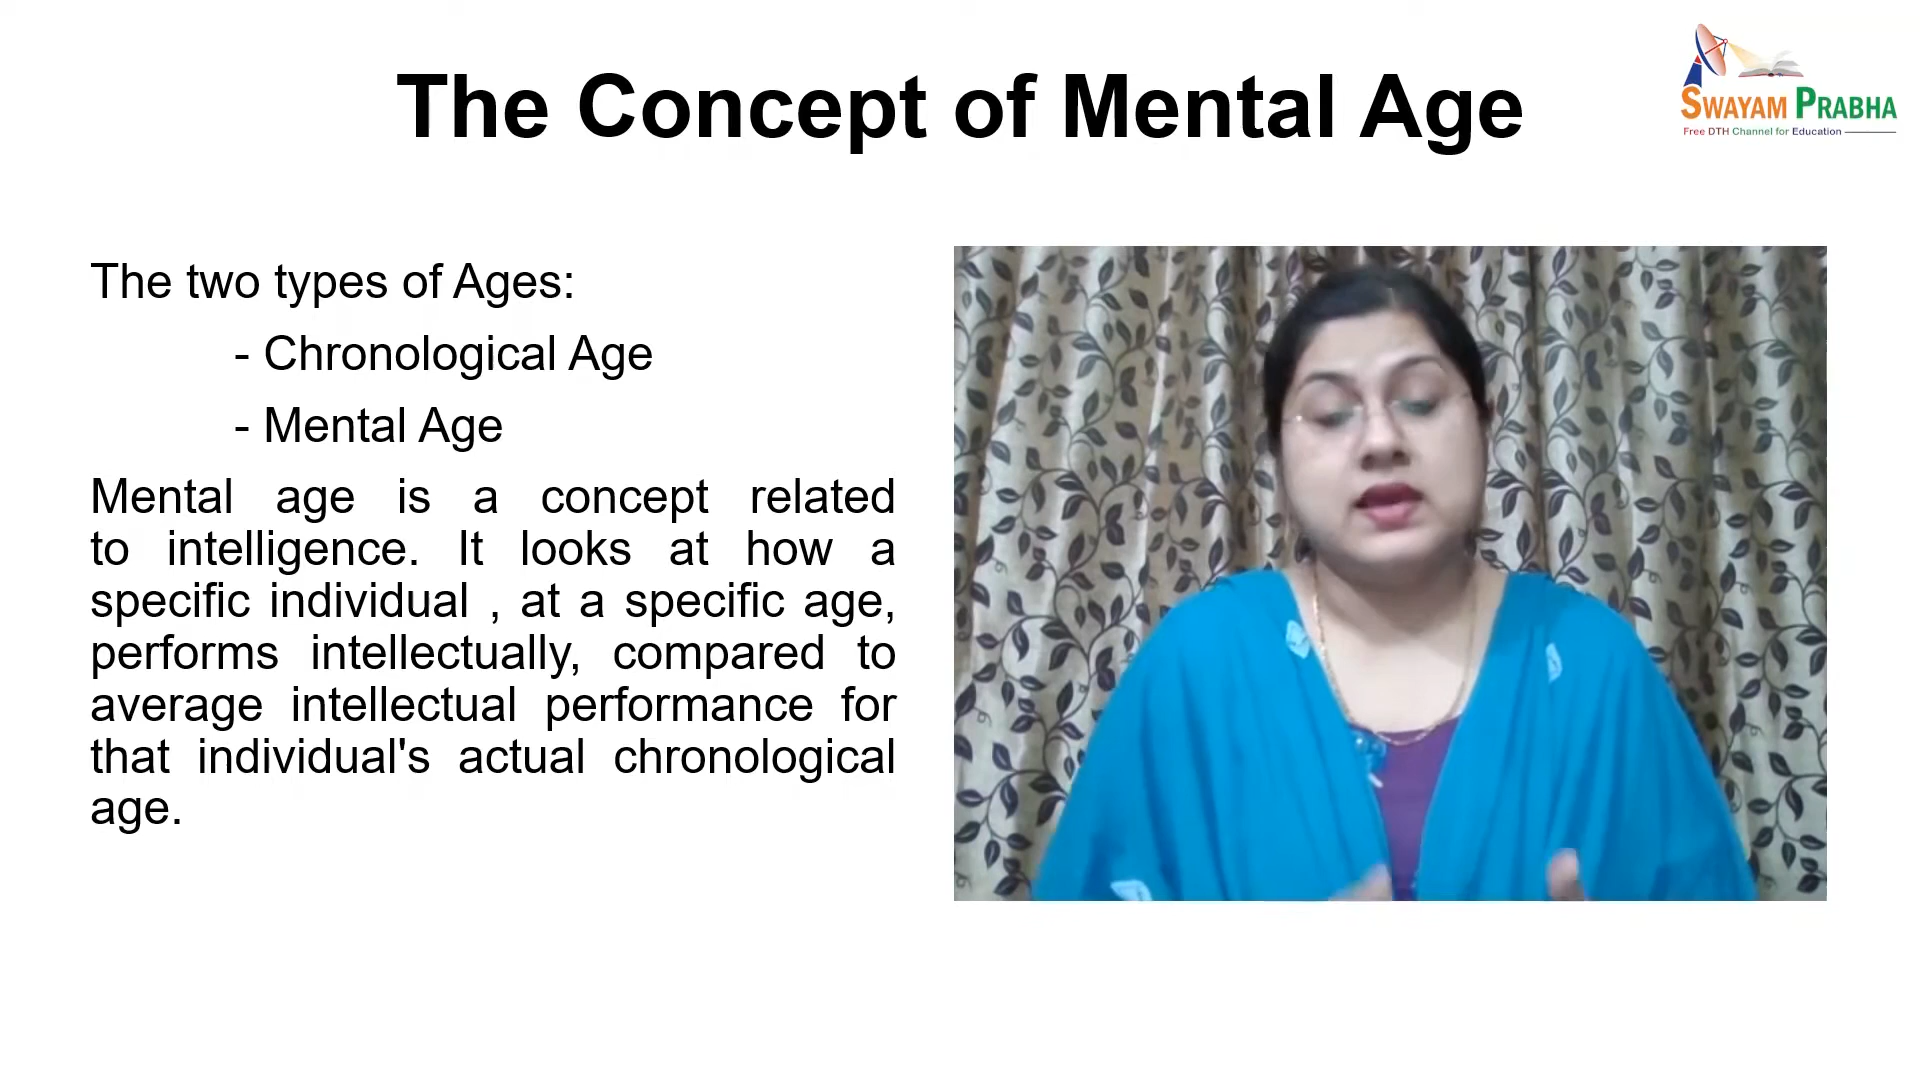 The Concept of Mental Age
SWAYAM PRABHA
Free DTH Channel for Education
The two types of Ages:
- Chronological Age
- Mental Age
Mental age is a concept related
to intelligence. It looks at how a
specific individual , at a specific age,
performs intellectually, compared to
average intellectual performance for
that individual's actual chronological
age.